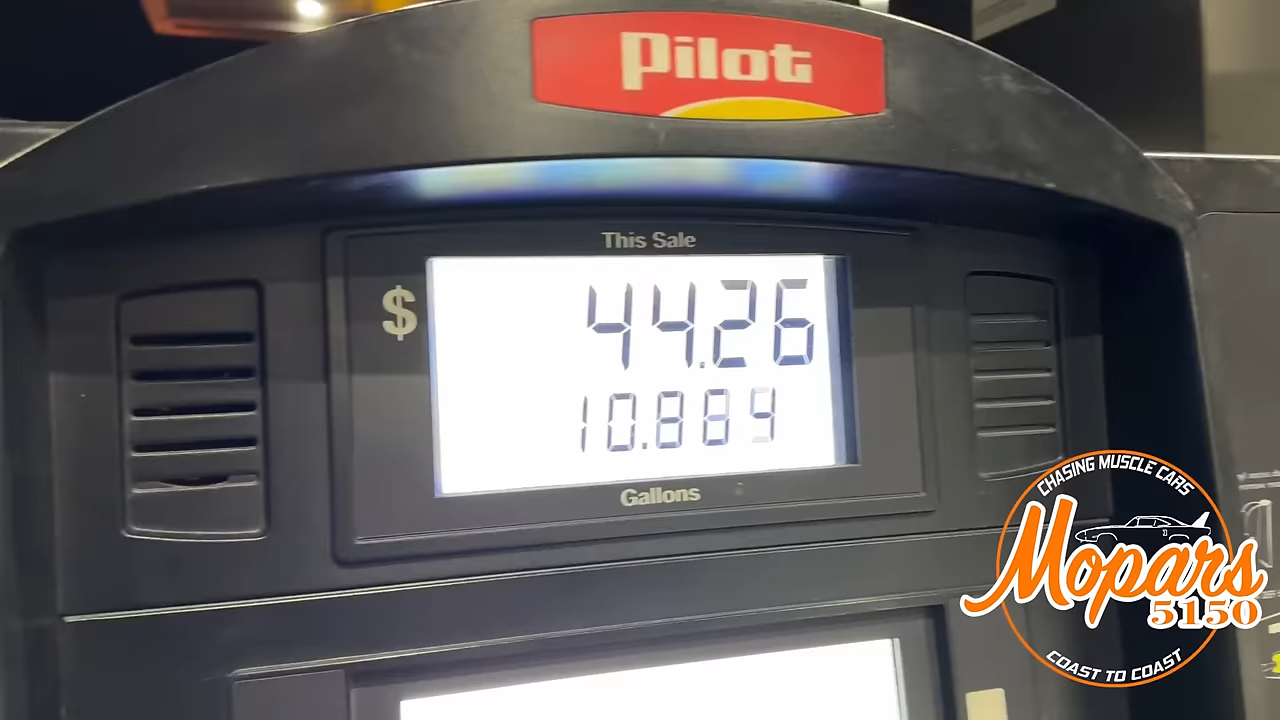 Pilot
This Sale
$ 44.26
10.889
Gallons
CHASING MUSCLE CARS
Mopars
5150
COAST TO COAST